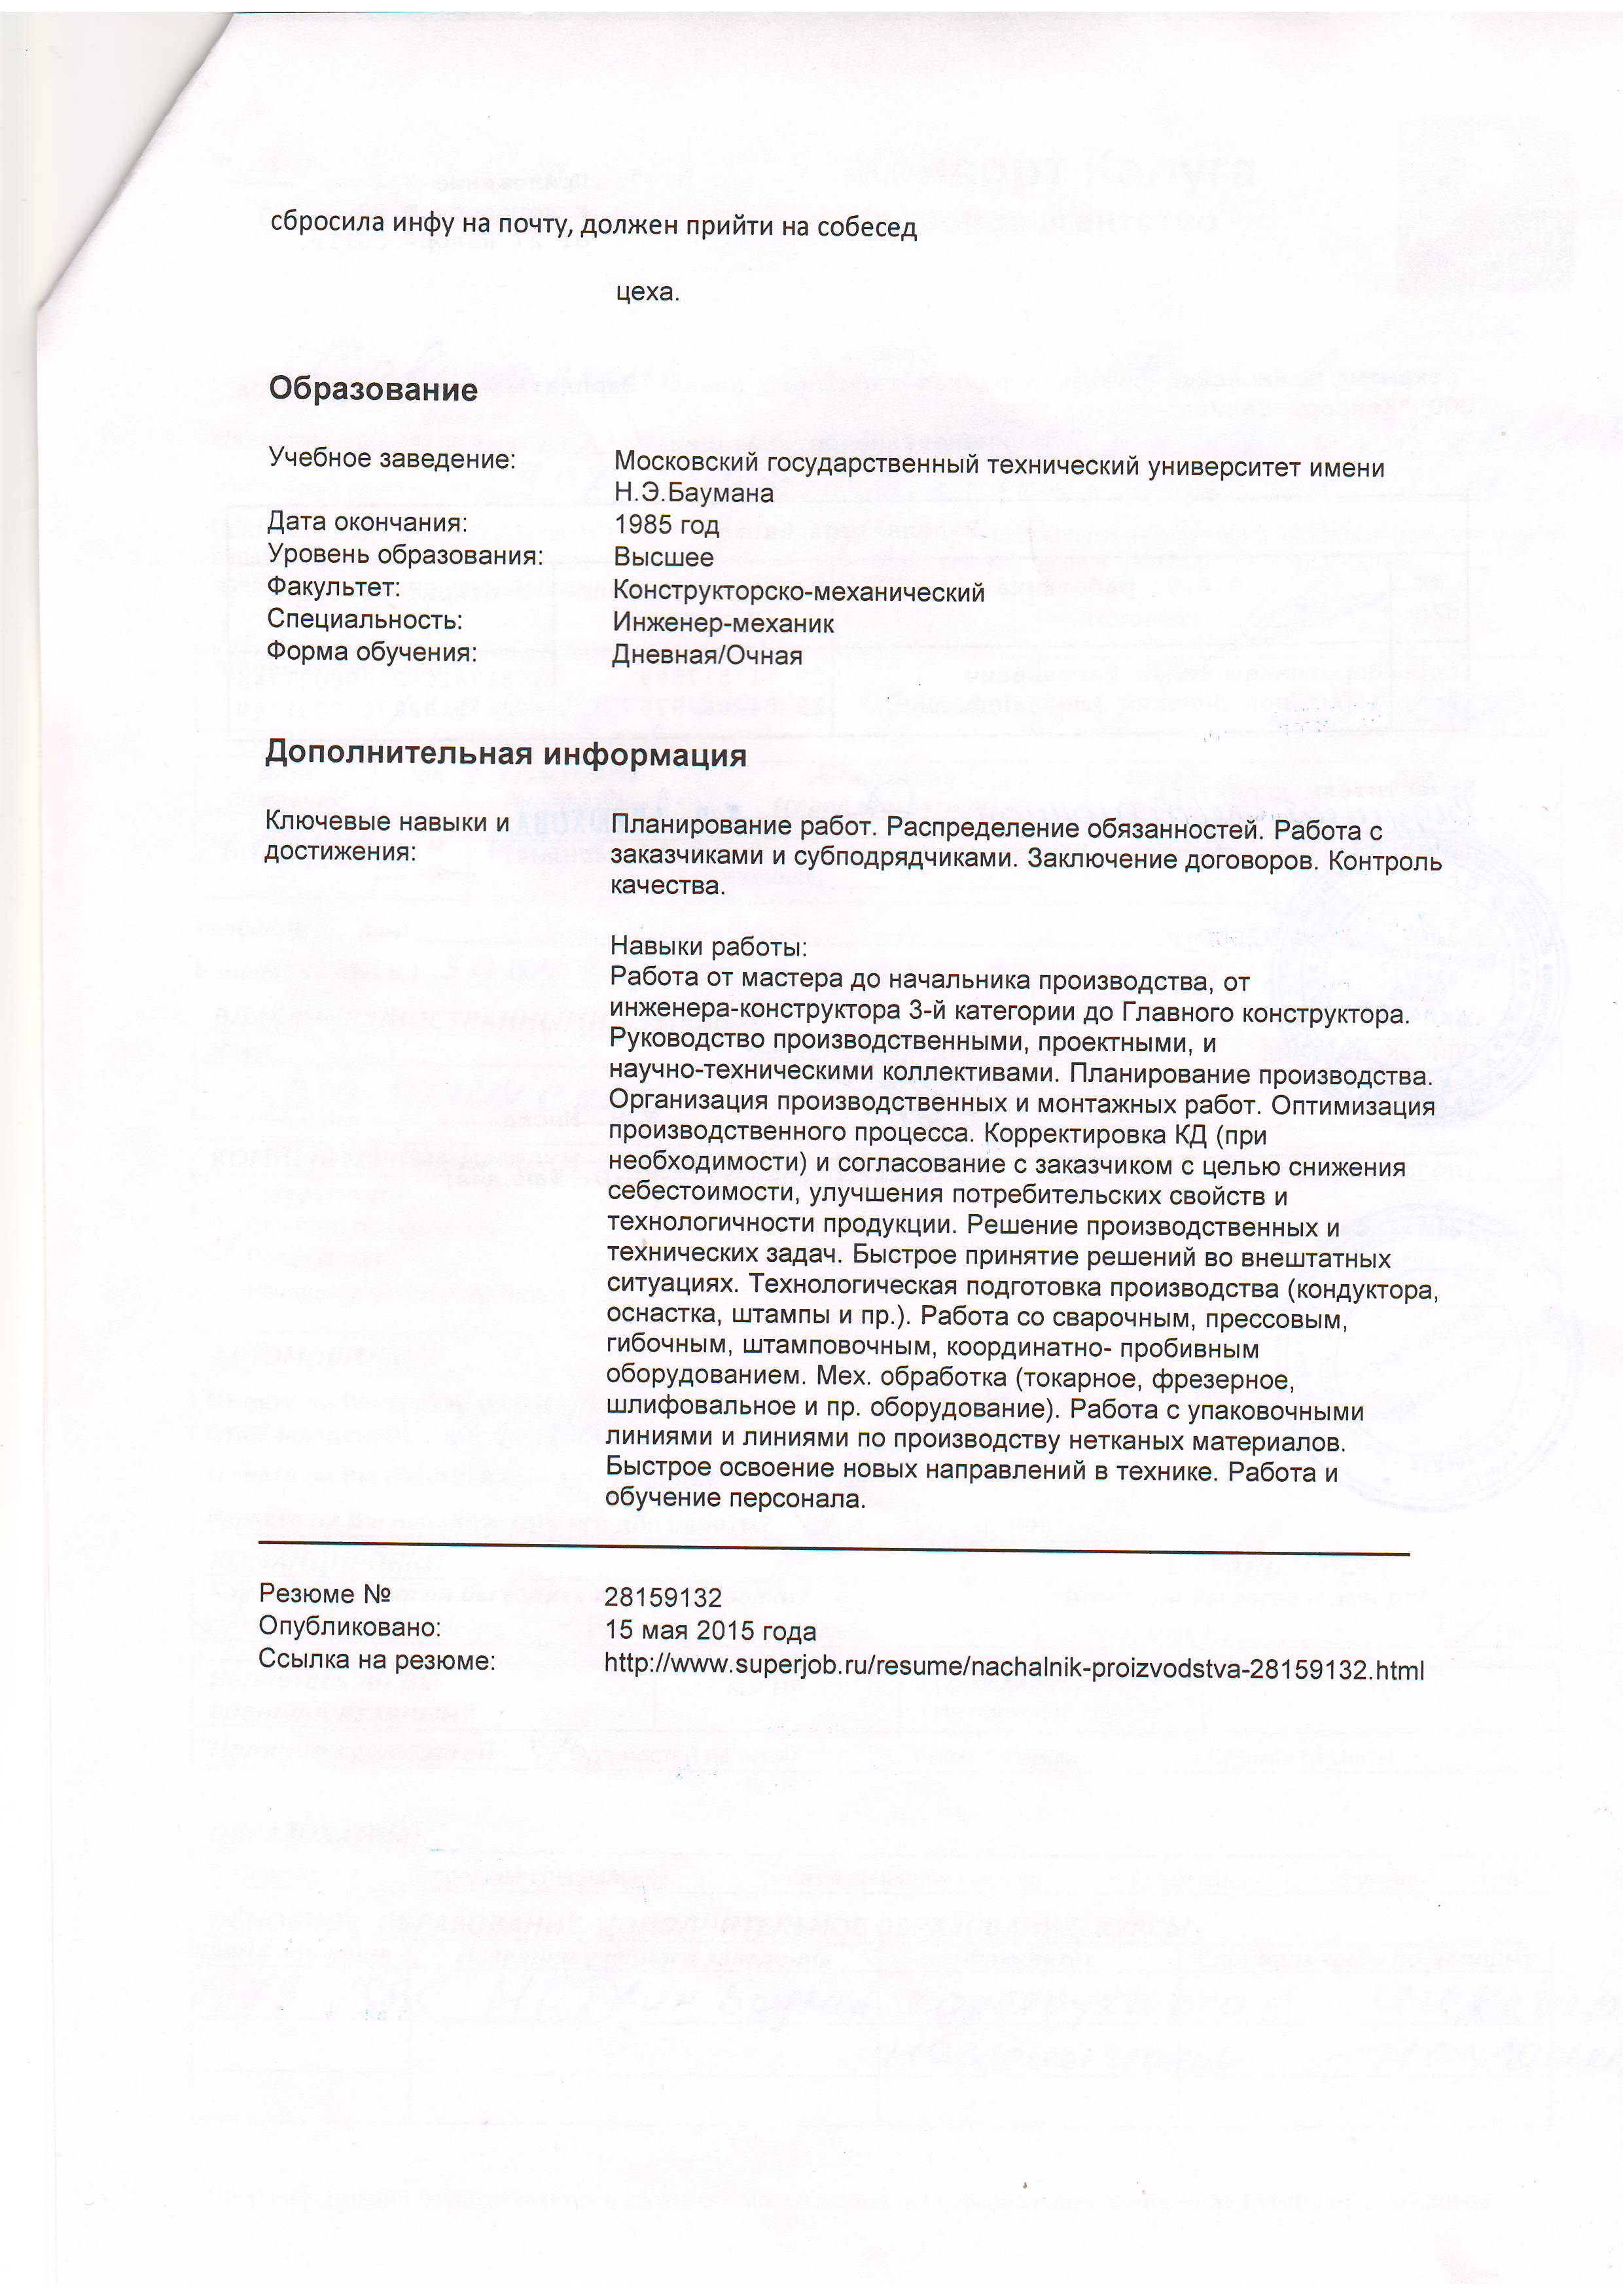 сбросила инфу на почту, должен прийти на собесед
цеха.
Образование
Учебное заведение: Московский государственный технический университет имени
Н.Э.Баумана
Дата окончания: 1985 год
Уровень образования: Высшее
Факультет: Конструкторско-механический
Специальность: Инженер-механик
Форма обучения: Дневная/Очная
Дополнительная информация
Ключевые навыки и достижения: Планирование работ. Распределение обязанностей. Работа с
заказчиками и субподрядчиками. Заключение договоров. Контроль
качества.
Навыки работы:
Работа от мастера до начальника производства, от
инженера-конструктора 3-й категории до Главного конструктора.
Руководство производственными, проектными, и
научно-техническими коллективами. Планирование производства.
Организация производственных и монтажных работ. Оптимизация
производственного процесса. Корректировка КД (при
необходимости) и согласование с заказчиком с целью снижения
себестоимости, улучшения потребительских свойств и
технологичности продукции. Решение производственных и
технических задач. Быстрое принятие решений во внештатных
ситуациях. Технологическая подготовка производства (кондуктора,
оснастка, штампы и пр.). Работа со сварочным, прессовым,
гибочным, штамповочным, координатно- пробивным
оборудованием. Мех. обработка (токарное, фрезерное,
шлифовальное и пр. оборудование). Работа с упаковочными
линиями и линиями по производству нетканых материалов.
Быстрое освоение новых направлений в технике. Работа и
обучение персонала.
Резюме № 28159132
Опубликовано: 15 мая 2015 года
Ссылка на резюме: http://www.superjob.ru/resume/nachalnik-proizvodstva-28159132.html